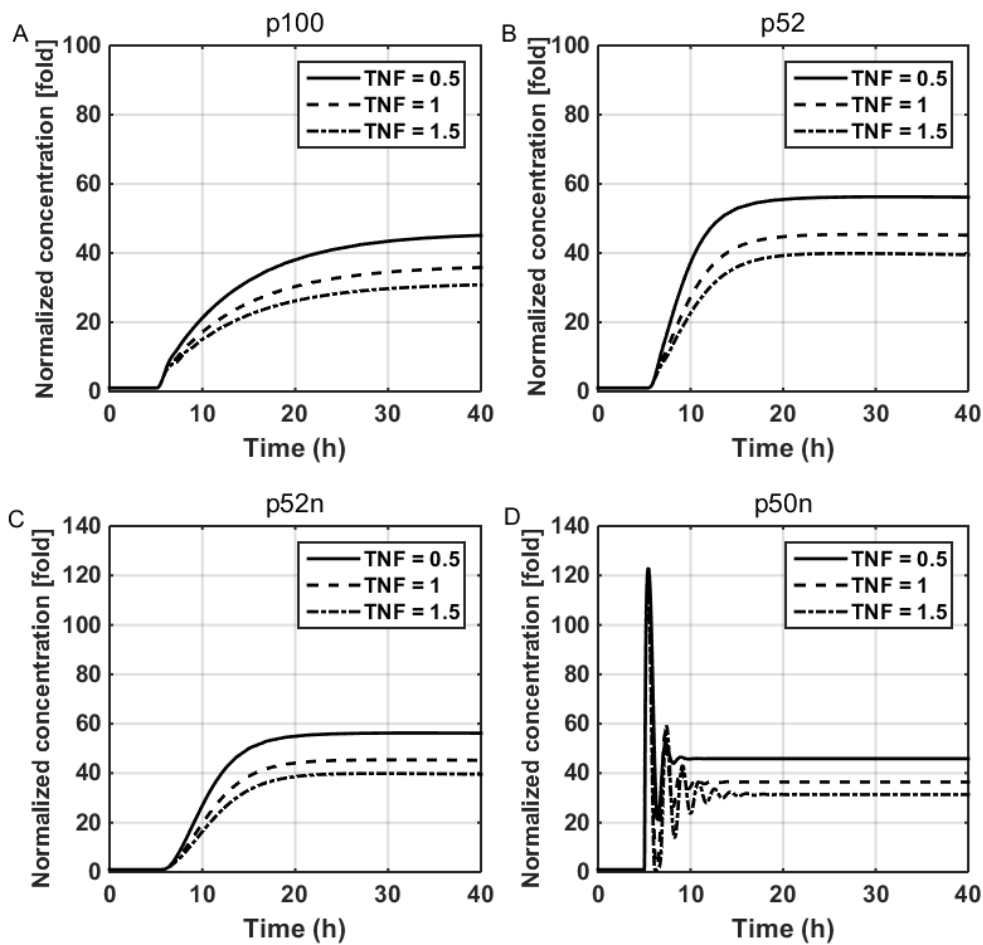 A
p100
Normalized concentration [fold]
100
80
60
40
20
0
TNF = 0.5
TNF = 1
TNF = 1.5
0 10 20 30 40
Time (h)
B
p52
Normalized concentration [fold]
100
80
60
40
20
0
TNF = 0.5
TNF = 1
TNF = 1.5
0 10 20 30 40
Time (h)
C
p52n
Normalized concentration [fold]
140
120
100
80
60
40
20
0
TNF = 0.5
TNF = 1
TNF = 1.5
0 10 20 30 40
Time (h)
D
p50n
Normalized concentration [fold]
140
120
100
80
60
40
20
0
TNF = 0.5
TNF = 1
TNF = 1.5
0 10 20 30 40
Time (h)